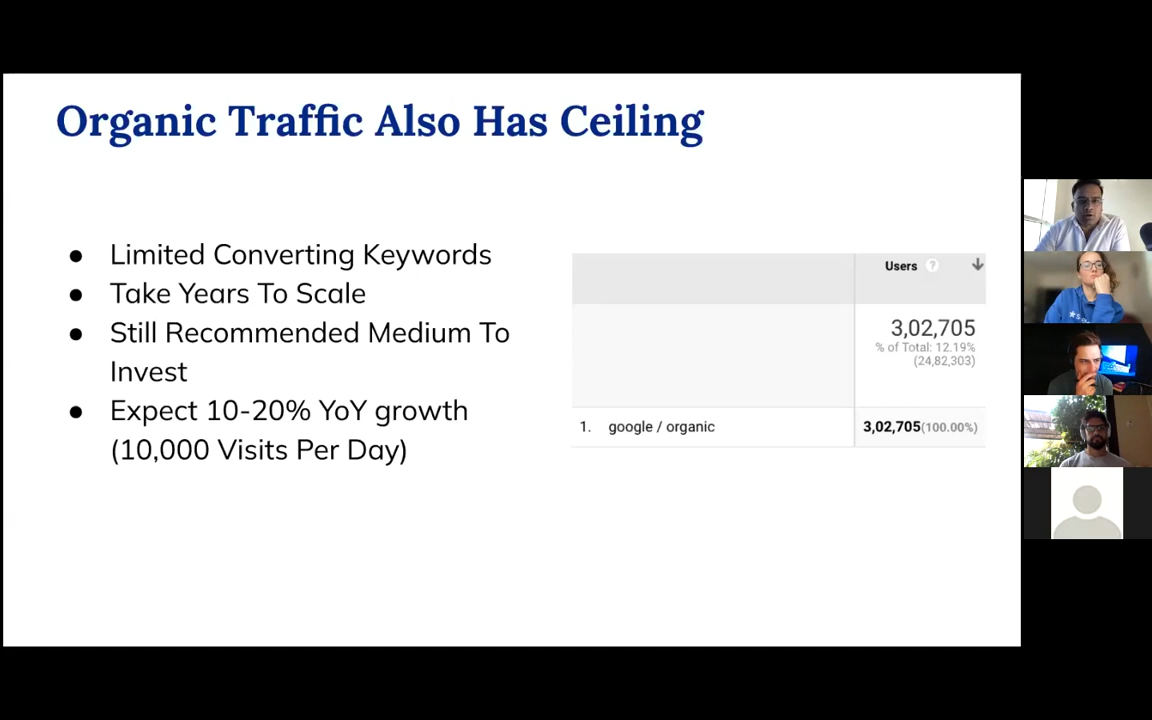 Organic Traffic Also Has Ceiling
● Limited Converting Keywords
● Take Years To Scale
● Still Recommended Medium To
Invest
● Expect 10-20% YoY growth
(10,000 Visits Per Day)
Users ? ↓
3,02,705
% of Total: 12.19%
(24,82,303)
1. google / organic 3,02,705(100.00%)